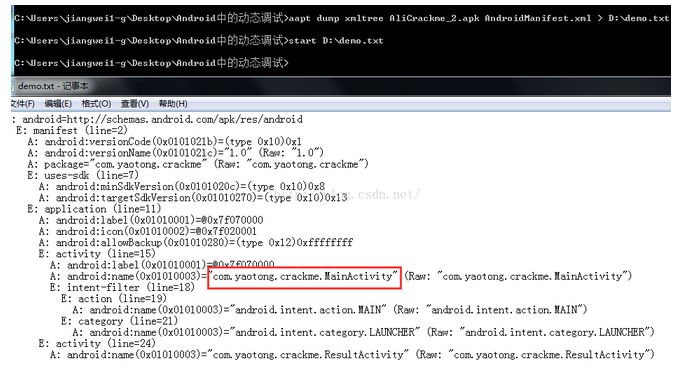 C:\Users\jiangwei1-g\Desktop\Android中的动态调试>aapt dump xmltree AliCrackme_2.apk AndroidManifest.xml > D:\demo.txt
C:\Users\jiangwei1-g\Desktop\Android中的动态调试>start D:\demo.txt
C:\Users\jiangwei1-g\Desktop\Android中的动态调试>
demo.txt - 记事本
文件(F) 编辑(E) 格式(O) 查看(V) 帮助(H)
: android=http://schemas.android.com/apk/res/android
E: manifest (line=2)
A: android:versionCode(0x0101021b)=(type 0x10)0x1
A: android:versionName(0x0101021c)="1.0" (Raw: "1.0")
A: package="com.yaotong.crackme" (Raw: "com.yaotong.crackme")
E: uses-sdk (line=7)
A: android:minSdkVersion(0x0101020c)=(type 0x10)0x8
A: android:targetSdkVersion(0x01010270)=(type 0x10)0x13
E: application (line=11)
A: android:label(0x01010001)=@0x7f070000
A: android:icon(0x01010002)=@0x7f020001
A: android:allowBackup(0x01010280)=(type 0x12)0xffffffff
E: activity (line=15)
A: android:label(0x01010001)=@0x7f070000
A: android:name(0x01010003)="com.yaotong.crackme.MainActivity" (Raw: "com.yaotong.crackme.MainActivity")
E: intent-filter (line=18)
E: action (line=19)
A: android:name(0x01010003)="android.intent.action.MAIN" (Raw: "android.intent.action.MAIN")
E: category (line=21)
A: android:name(0x01010003)="android.intent.category.LAUNCHER" (Raw: "android.intent.category.LAUNCHER")
E: activity (line=24)
A: android:name(0x01010003)="com.yaotong.crackme.ResultActivity" (Raw: "com.yaotong.crackme.ResultActivity")